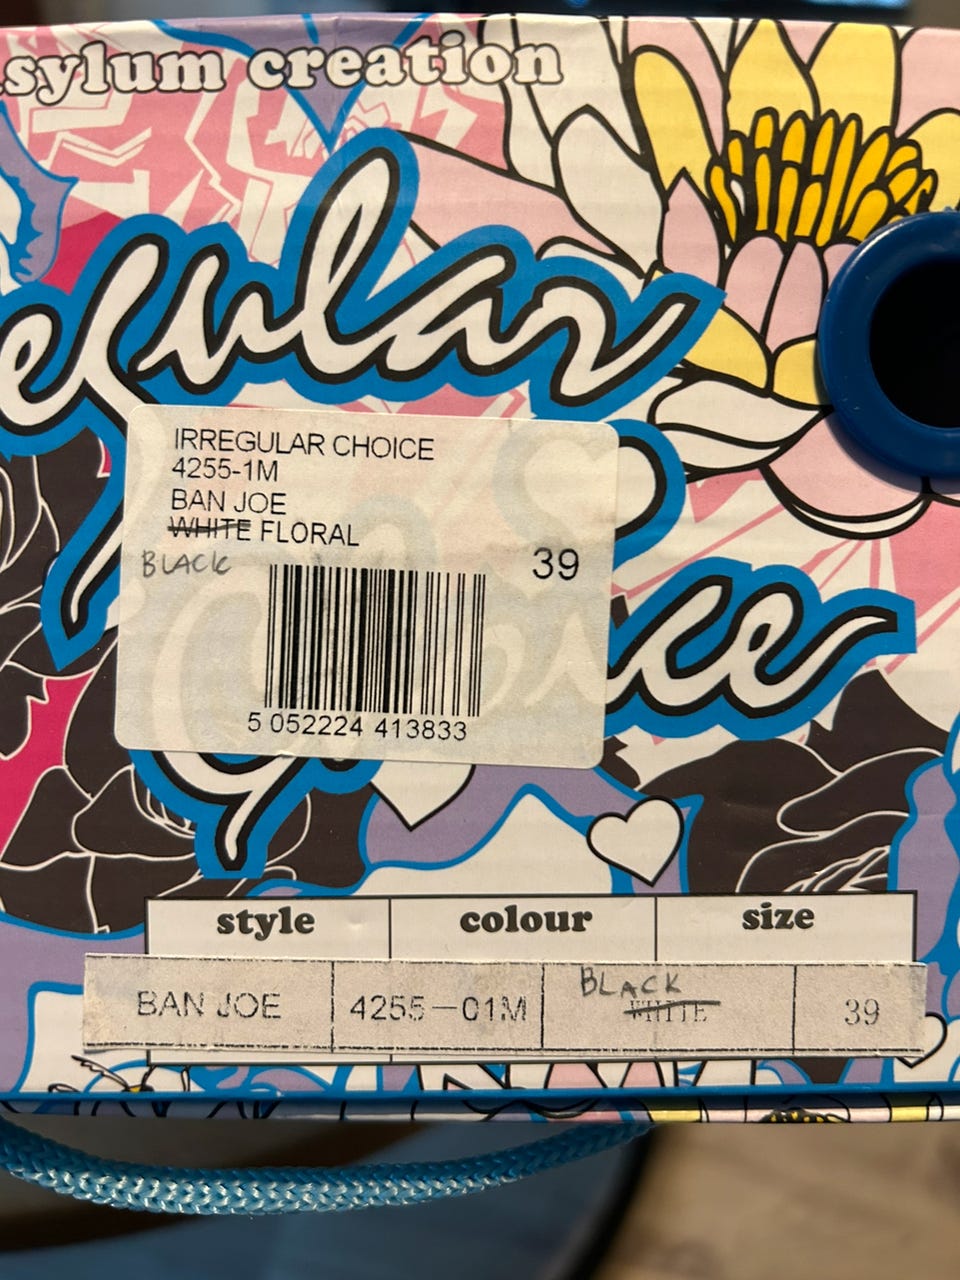 sylum creation
egular
IRREGULAR CHOICE
4255-1M
BAN JOE
WHITE FLORAL
BLACK
39
5 052224 413833
style colour size
BLACK
BAN JOE 4255-01M WHITE 39